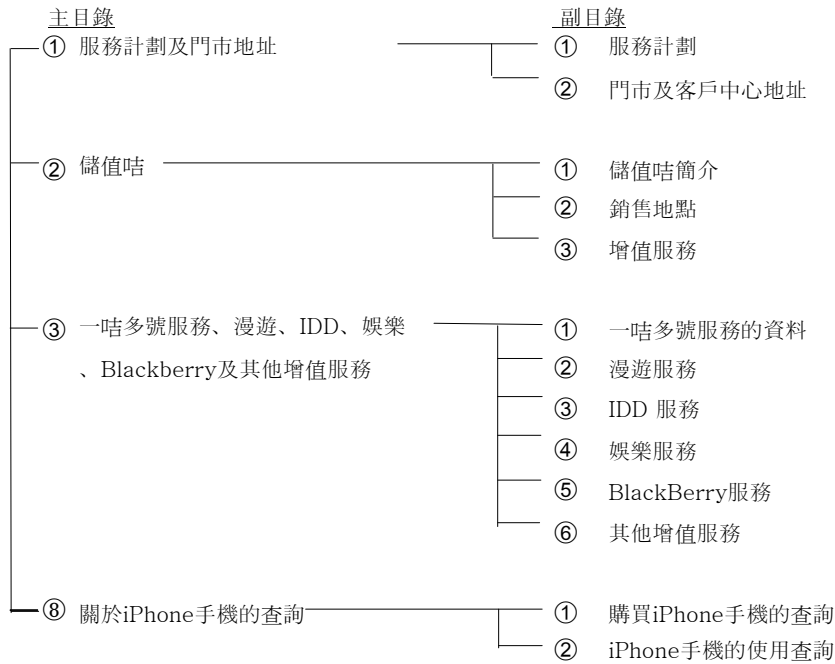 主目錄 副目錄
① 服務計劃及門市地址 ① 服務計劃
② 門市及客戶中心地址
② 儲值咭 ① 儲值咭簡介
② 銷售地點
③ 增值服務
③ 一咭多號服務、漫遊、IDD、娛樂 ① 一咭多號服務的資料
、Blackberry及其他增值服務 ② 漫遊服務
③ IDD 服務
④ 娛樂服務
⑤ BlackBerry服務
⑥ 其他增值服務
⑧ 關於iPhone手機的查詢 ① 購買iPhone手機的查詢
② iPhone手機的使用查詢